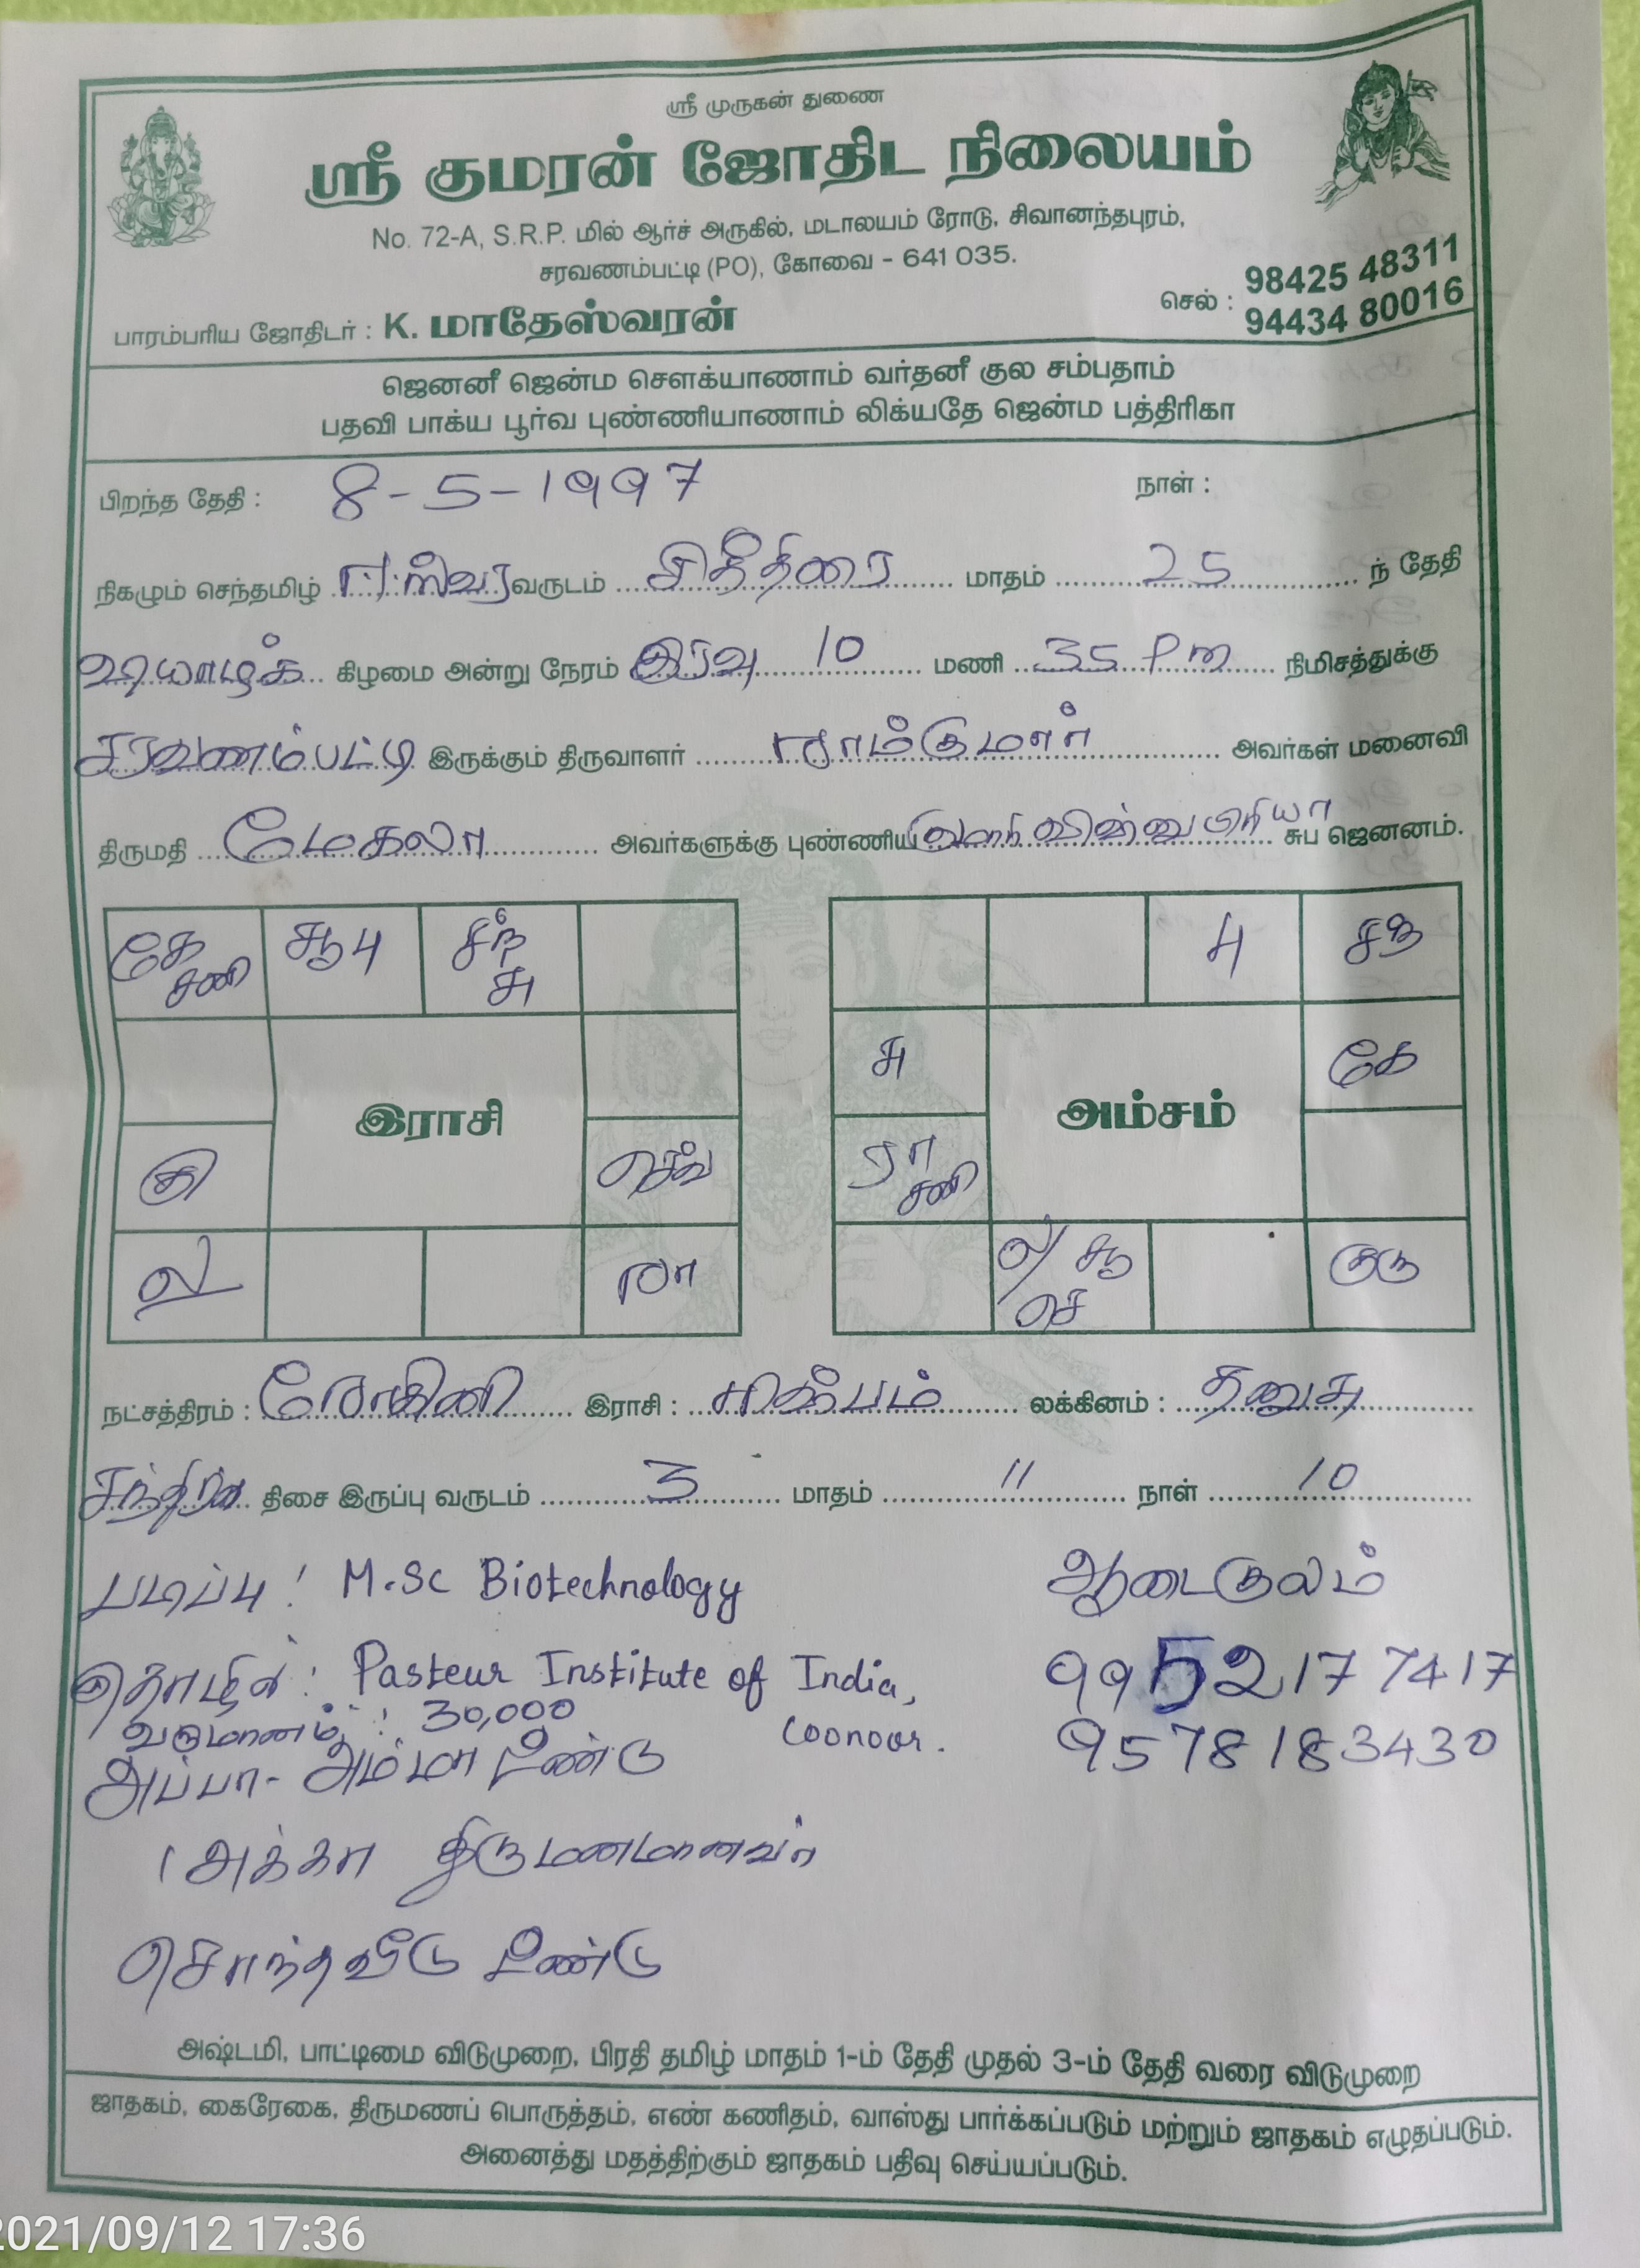 ஸ்ரீ முருகன் துணை
ஸ்ரீ குமரன் ஜோதிட நிலையம்
No. 72-A, S.R.P. மில் ஆர்ச் அருகில், மடாலயம் ரோடு, சிவானந்தபுரம்,
சரவணம்பட்டி (PO), கோவை - 641 035.
பாரம்பரிய ஜோதிடர் : K. மாதேஸ்வரன் செல் : 98425 48311
94434 80016
ஜெனனீ ஜென்ம சௌக்யாணாம் வர்தனீ குல சம்பதாம்
பதவி பாக்ய பூர்வ புண்ணியாணாம் லிக்யதே ஜென்ம பத்திரிகா
பிறந்த தேதி : 8-5-1997 நாள் :
நிகழும் செந்தமிழ் ஈஸ்வர வருடம் சித்திரை மாதம் 25 ந் தேதி
வியாழக் கிழமை அன்று நேரம் இரவு 10 மணி 35 Pm நிமிசத்துக்கு
சரவணம்பட்டி இருக்கும் திருவாளர் ராம்குமார் அவர்கள் மனைவி
திருமதி மேகலா அவர்களுக்கு புண்ணிய சுப ஜெனனம்.
கே சனி சூ பு சந் சு
பு சந்
சு கே
இராசி அம்சம்
கு செவ் ரா சனி
ல ரா ல/ சூ செ குரு
நட்சத்திரம் : ரோகினி இராசி : ரிஷபம் லக்கினம் : தனுசு
சந்திரன் திசை இருப்பு வருடம் 3 மாதம் 11 நாள் 10
படிப்பு : M.Sc Biotechnology ஆடைகுலம்
தொழில் : Pasteur Institute of India, 9952177417
வருமானம் : 30,000 Coonoor. 9578183430
அப்பா - அம்மா உண்டு
1 அக்கா திருமணமானவர்
சொந்தவீடு உண்டு
அஷ்டமி, பாட்டிமை விடுமுறை, பிரதி தமிழ் மாதம் 1-ம் தேதி முதல் 3-ம் தேதி வரை விடுமுறை
ஜாதகம், கைரேகை, திருமணப் பொருத்தம், எண் கணிதம், வாஸ்து பார்க்கப்படும் மற்றும் ஜாதகம் எழுதப்படும்.
அனைத்து மதத்திற்கும் ஜாதகம் பதிவு செய்யப்படும்.
2021/09/12 17:36